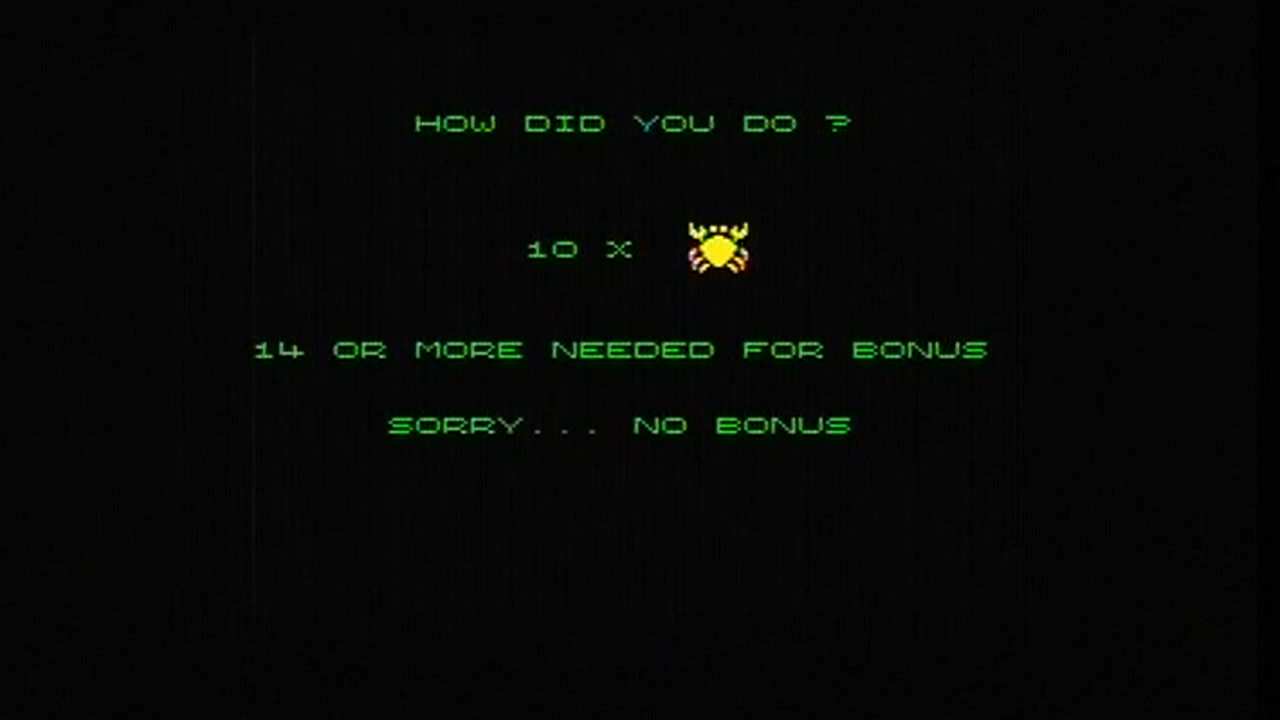 HOW DID YOU DO ?
10 X
14 OR MORE NEEDED FOR BONUS
SORRY... NO BONUS